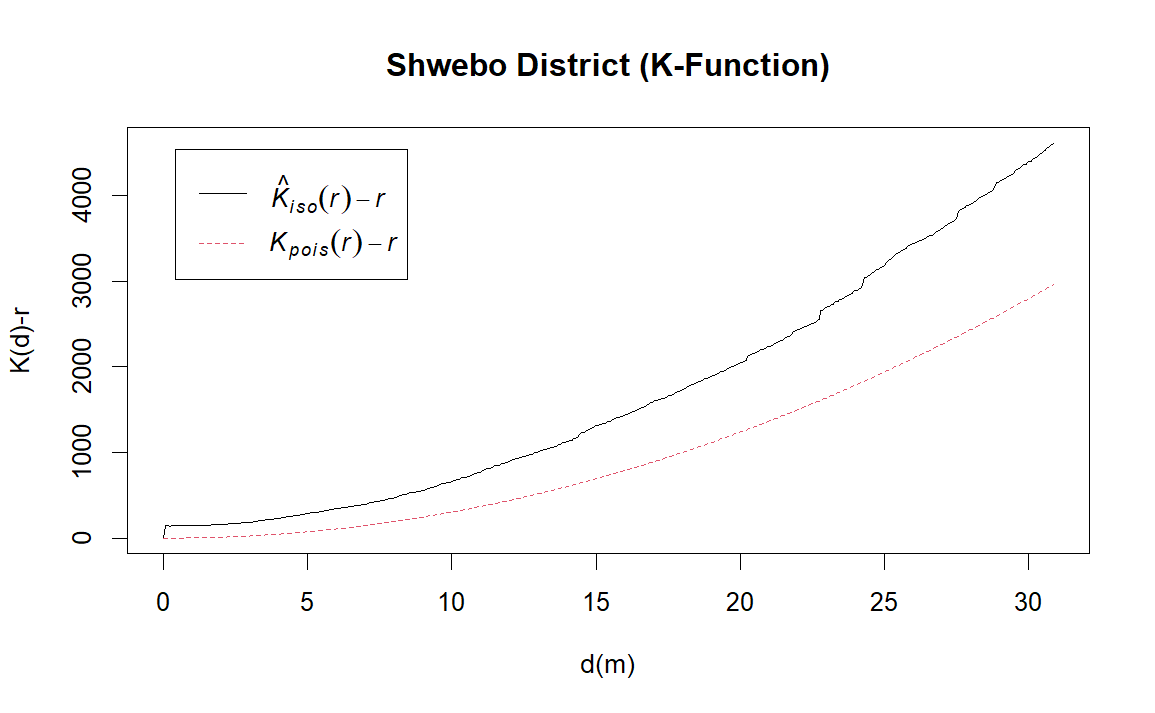 Shwebo District (K-Function)
K̂iso(r) − r
Kpois(r) − r
K(d)-r
4000
3000
2000
1000
0
0 5 10 15 20 25 30
d(m)